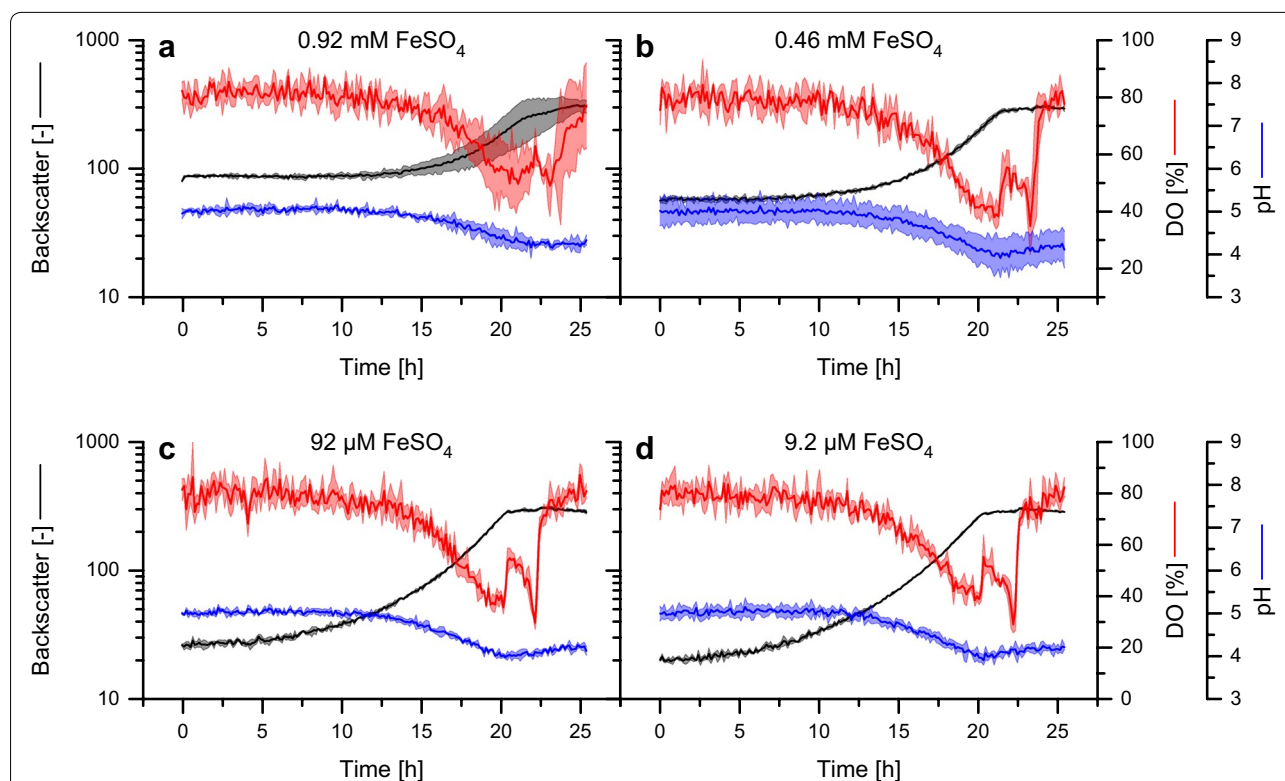 a 0.92 mM FeSO₄
b 0.46 mM FeSO₄
1000
100
10
Backscatter [-]
0 5 10 15 20 25
Time [h]
0 5 10 15 20 25
Time [h]
100
80
60
40
20
DO [%]
9
8
7
6
5
4
3
pH
c 92 µM FeSO₄
d 9.2 µM FeSO₄
1000
100
10
Backscatter [-]
0 5 10 15 20 25
Time [h]
0 5 10 15 20 25
Time [h]
100
80
60
40
20
0
DO [%]
9
8
7
6
5
4
3
pH